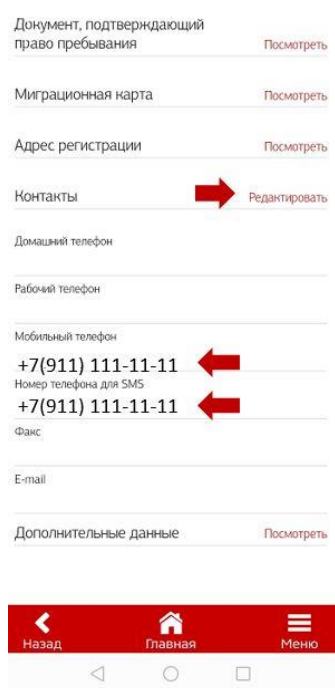 Документ, подтверждающий
право пребывания Посмотреть
Миграционная карта Посмотреть
Адрес регистрации Посмотреть
Контакты Редактировать
Домашний телефон
Рабочий телефон
Мобильный телефон
+7(911) 111-11-11
Номер телефона для SMS
+7(911) 111-11-11
Факс
E-mail
Дополнительные данные Посмотреть
Назад Главная Меню